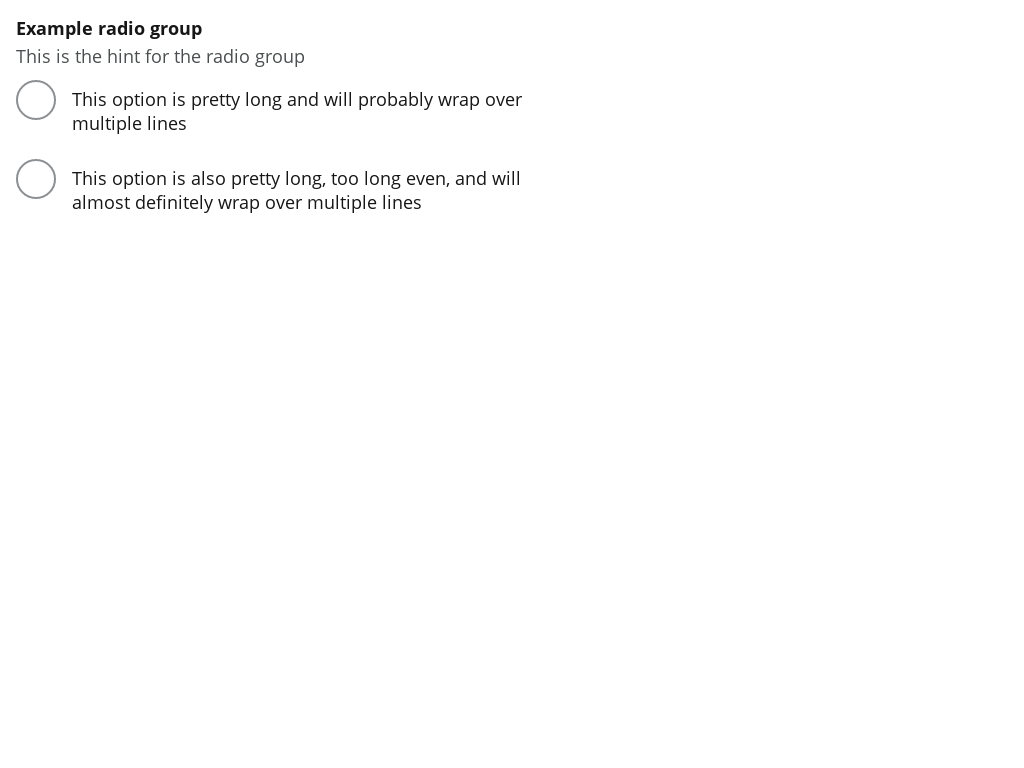 Example radio group
This is the hint for the radio group
This option is pretty long and will probably wrap over
multiple lines
This option is also pretty long, too long even, and will
almost definitely wrap over multiple lines